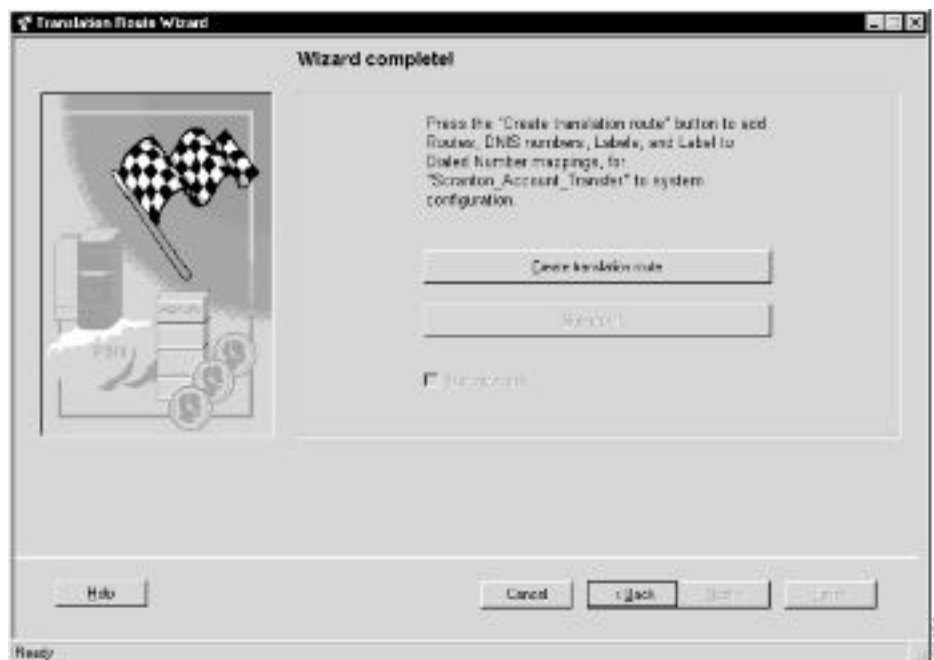 Translation Route Wizard
Wizard complete!
Press the "Create translation route" button to add
Routes, DNIS numbers, Labels, and Label to
Dialed Number mappings, for
"Scranton_Account_Transfer" to system
configuration.
Create translation route
Help
Cancel
< Back
Next >
Ready